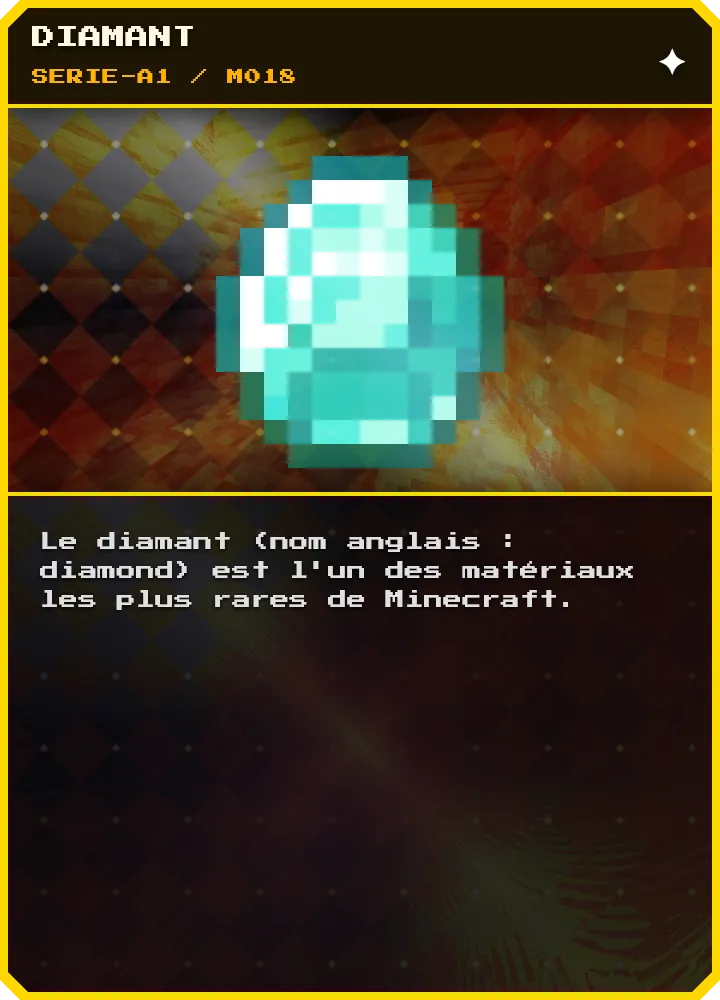 DIAMANT
SERIE-A1 / M018
Le diamant (nom anglais :
diamond) est l'un des matériaux
les plus rares de Minecraft.